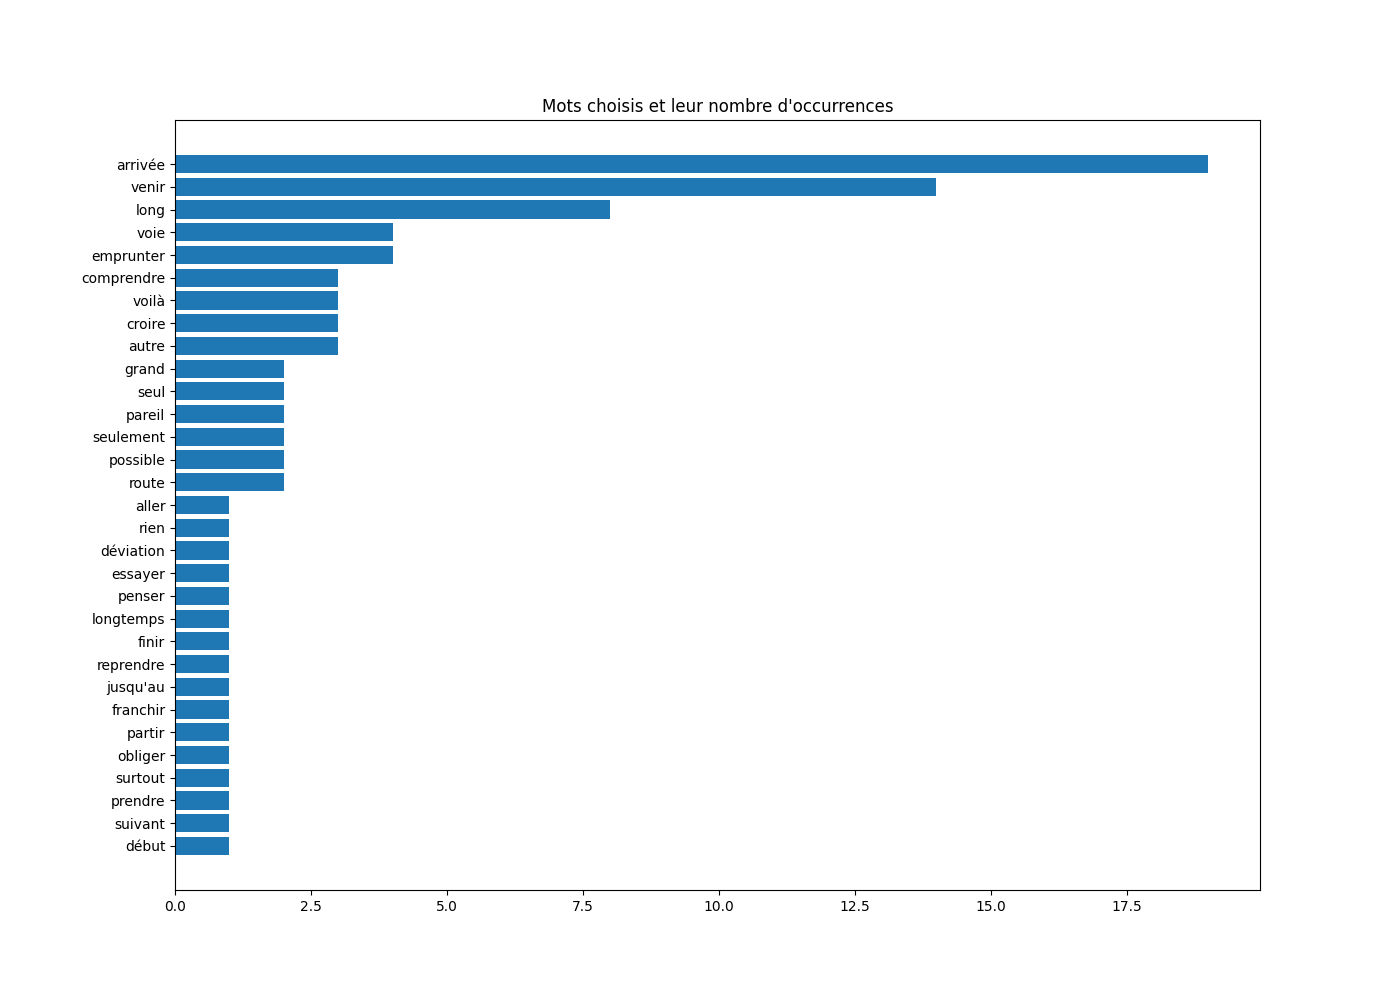 Mots choisis et leur nombre d'occurrences
arrivée
venir
long
voie
emprunter
comprendre
voilà
croire
autre
grand
seul
pareil
seulement
possible
route
aller
rien
déviation
essayer
penser
longtemps
finir
reprendre
jusqu'au
franchir
partir
obliger
surtout
prendre
suivant
début
0.0 2.5 5.0 7.5 10.0 12.5 15.0 17.5